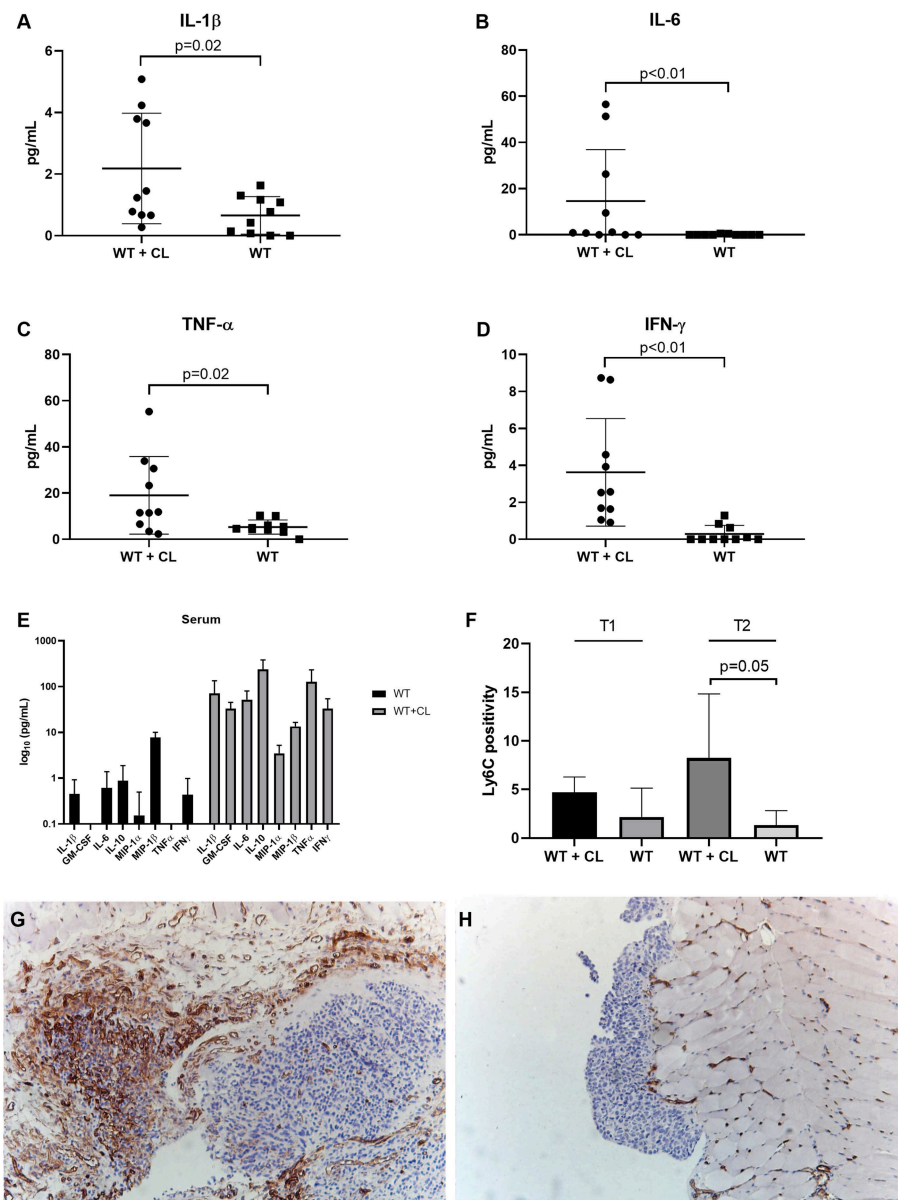 A
IL-1β
p=0.02
6
4
2
0
pg/mL
WT + CL
WT
B
IL-6
p<0.01
80
60
40
20
0
pg/mL
WT + CL
WT
C
TNF-α
p=0.02
80
60
40
20
0
pg/mL
WT + CL
WT
D
IFN-γ
p<0.01
10
8
6
4
2
0
pg/mL
WT + CL
WT
E
Serum
1000
100
10
1
0.1
log10 (pg/mL)
IL-1β
GM-CSF
IL-6
IL-10
MIP-1α
MIP-1β
TNFα
IFNγ
IL-1β
GM-CSF
IL-6
IL-10
MIP-1α
MIP-1β
TNFα
IFNγ
WT
WT+CL
F
T1
T2
p=0.05
20
15
10
5
0
Ly6C positivity
WT + CL
WT
WT + CL
WT
G
H